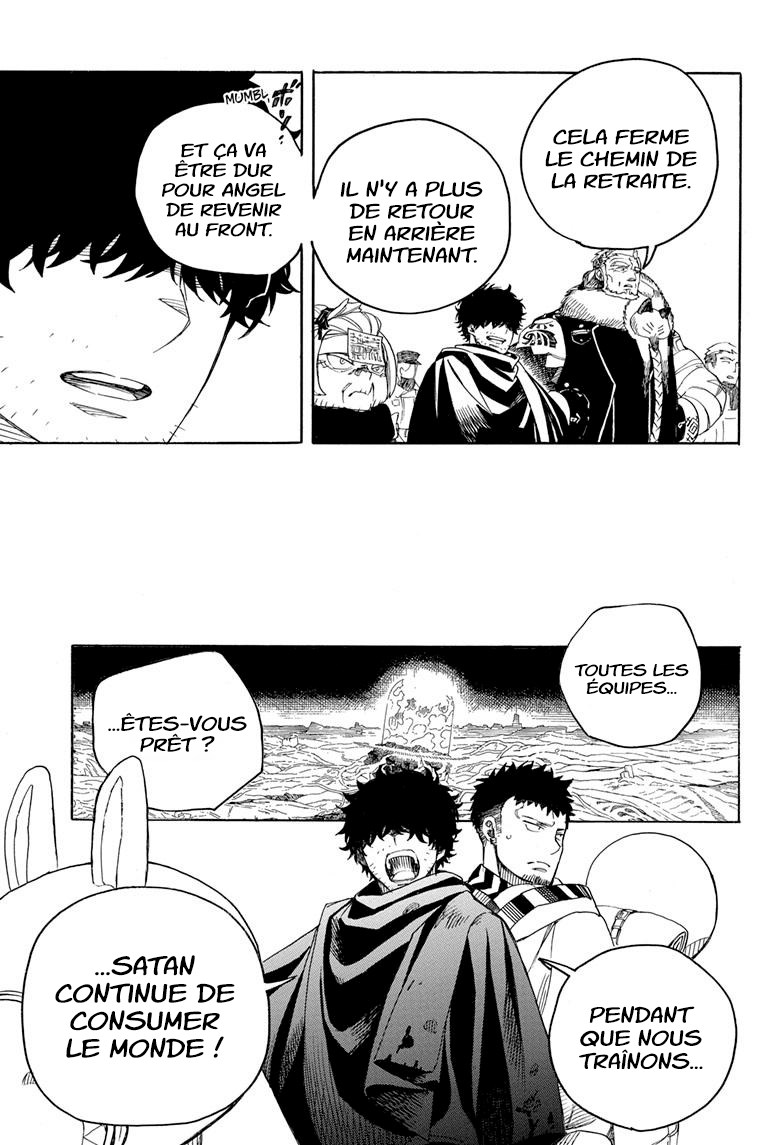 CELA FERME
LE CHEMIN DE
LA RETRAITE.
IL N'Y A PLUS
DE RETOUR
EN ARRIÈRE
MAINTENANT.
MUMBL
ボボ
ET ÇA VA
ÊTRE DUR
POUR ANGEL
DE REVENIR
AU FRONT.
TOUTES LES
ÉQUIPES...
...ÊTES-VOUS
PRÊT ?
PENDANT
QUE NOUS
TRAÎNONS...
...SATAN
CONTINUE DE
CONSUMER
LE MONDE !